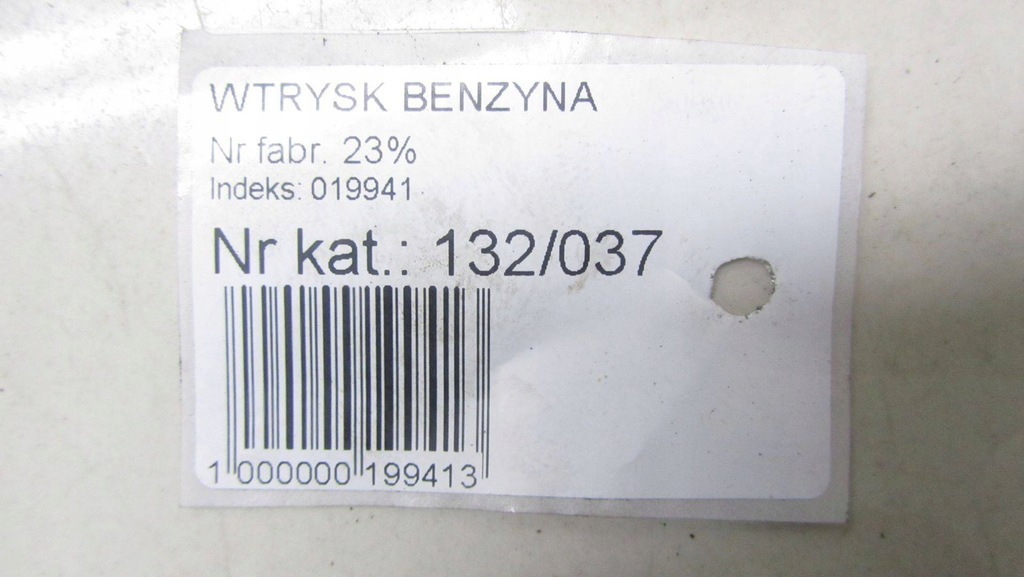 WTRYSK BENZYNA
Nr fabr. 23%
Indeks: 019941
Nr kat.: 132/037
1 000000 199413